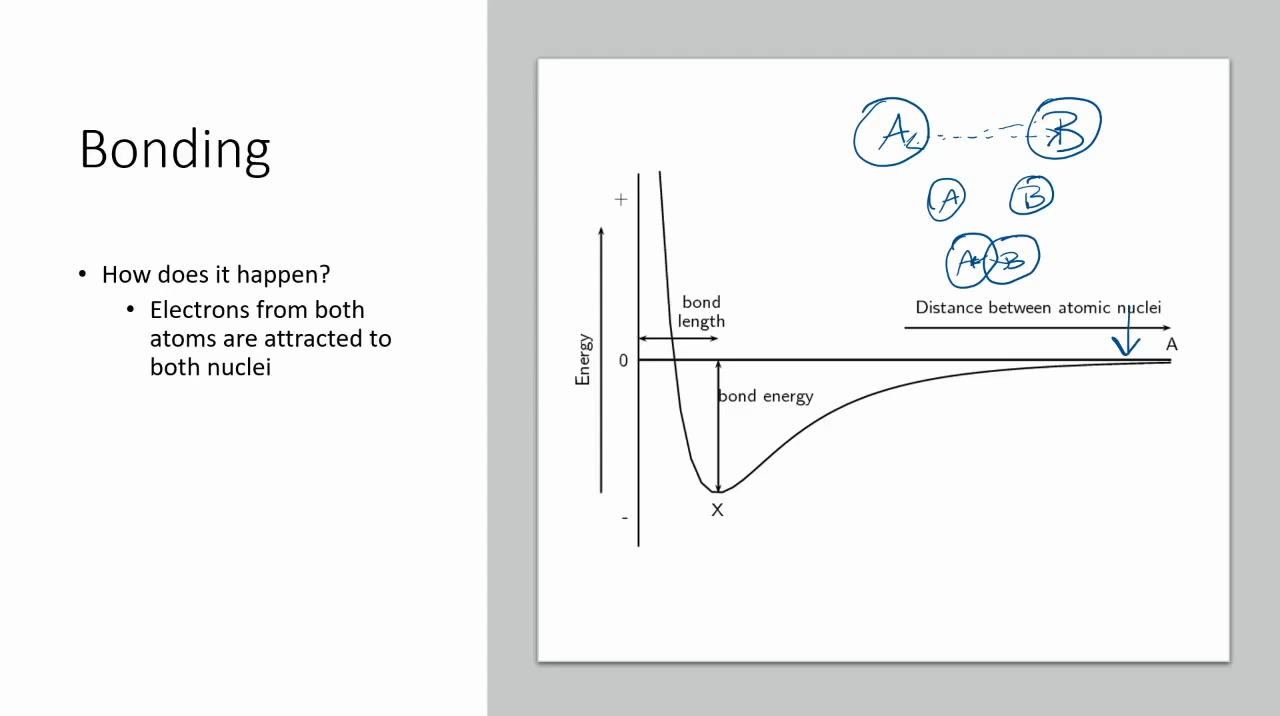 Bonding
• How does it happen?
• Electrons from both
atoms are attracted to
both nuclei
A B
A B
A B
+
bond
length
Distance between atomic nuclei
A
0
Energy
bond energy
-
X